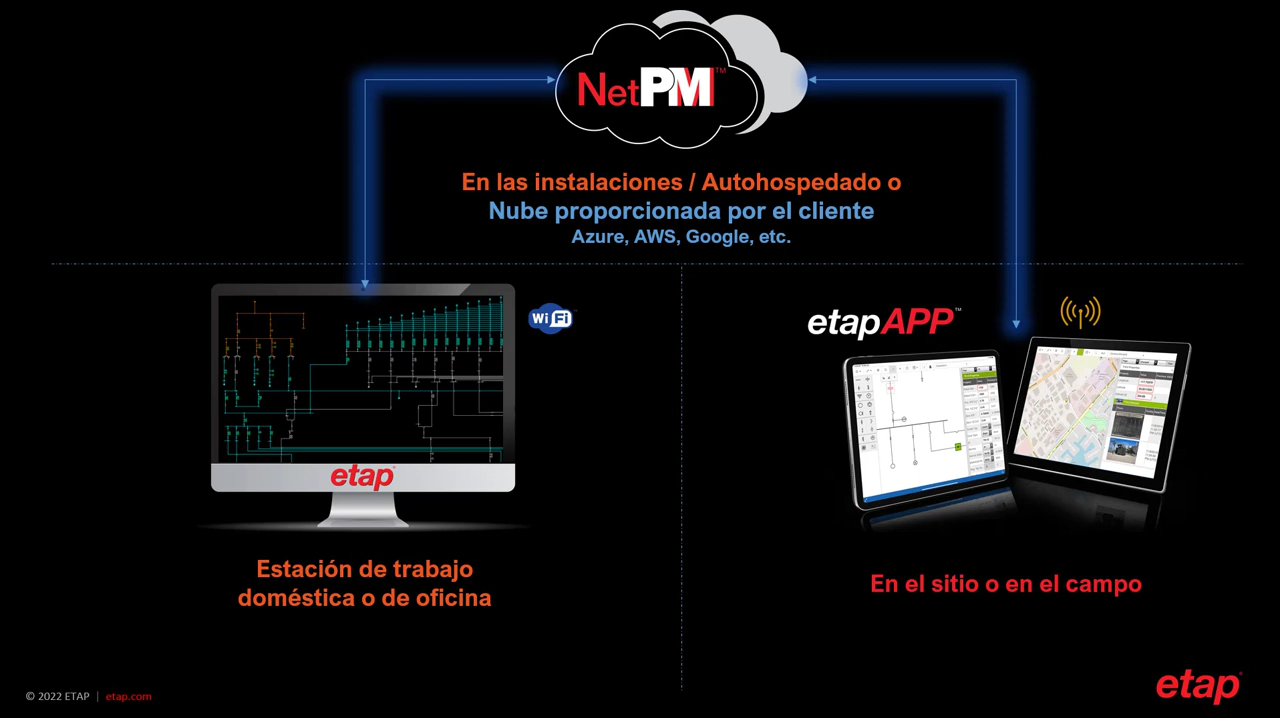 NetPM™
En las instalaciones / Autohospedado o
Nube proporcionada por el cliente
Azure, AWS, Google, etc.
WiFi
etapAPP™
etap®
Estación de trabajo
doméstica o de oficina
En el sitio o en el campo
© 2022 ETAP | etap.com
etap®